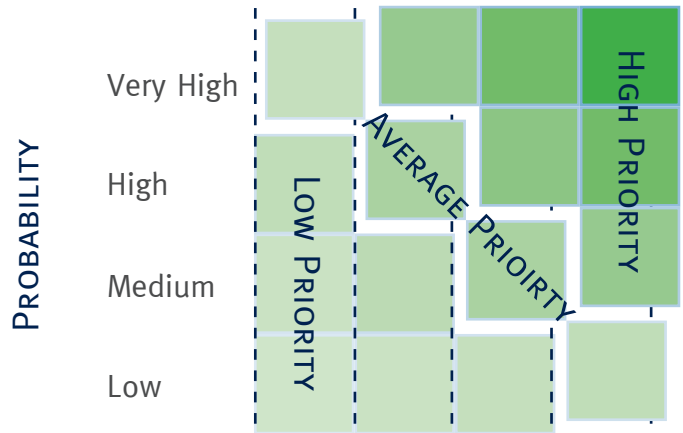 PROBABILITY
Very High
High
Medium
Low
LOW PRIORITY
AVERAGE PRIOIRTY
HIGH PRIORITY